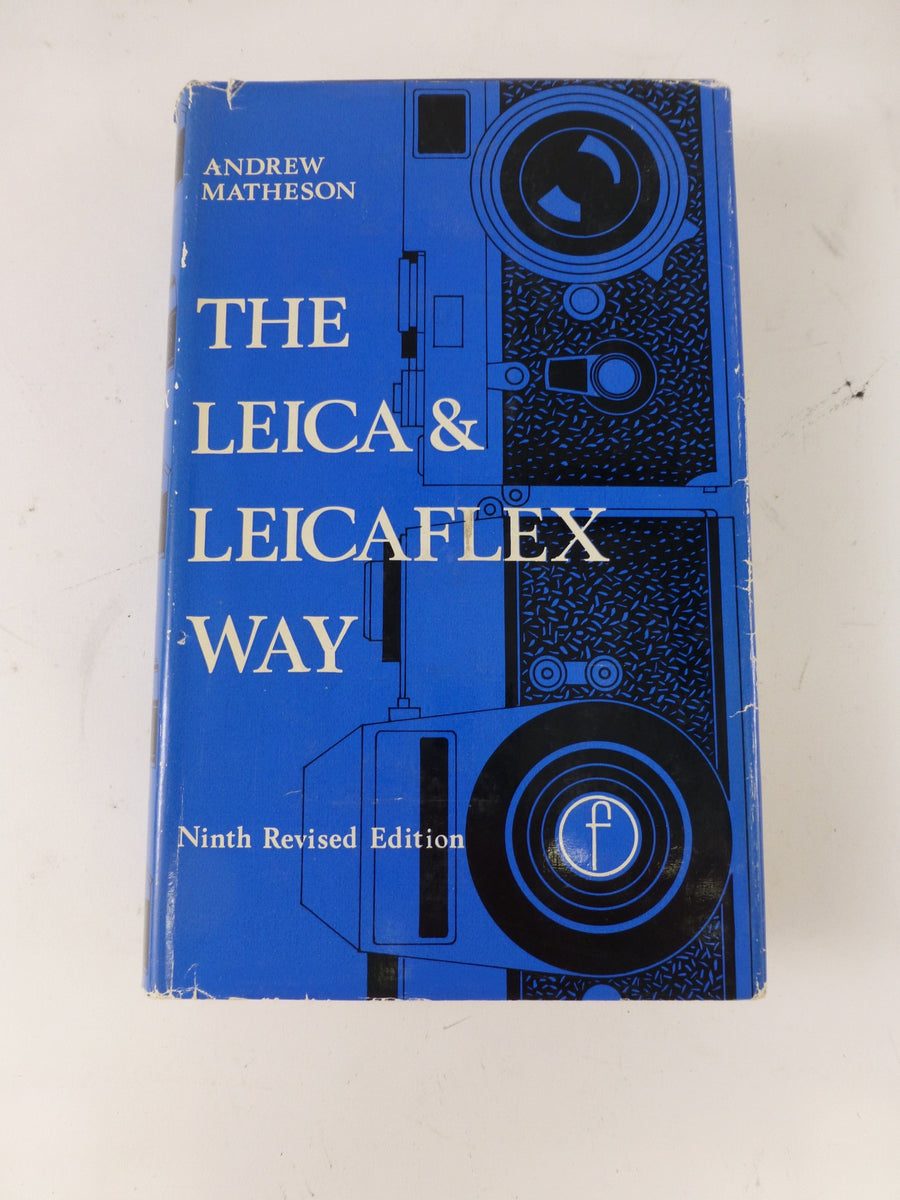 ANDREW
MATHESON
THE
LEICA &
LEICAFLEX
WAY
Ninth Revised Edition
f